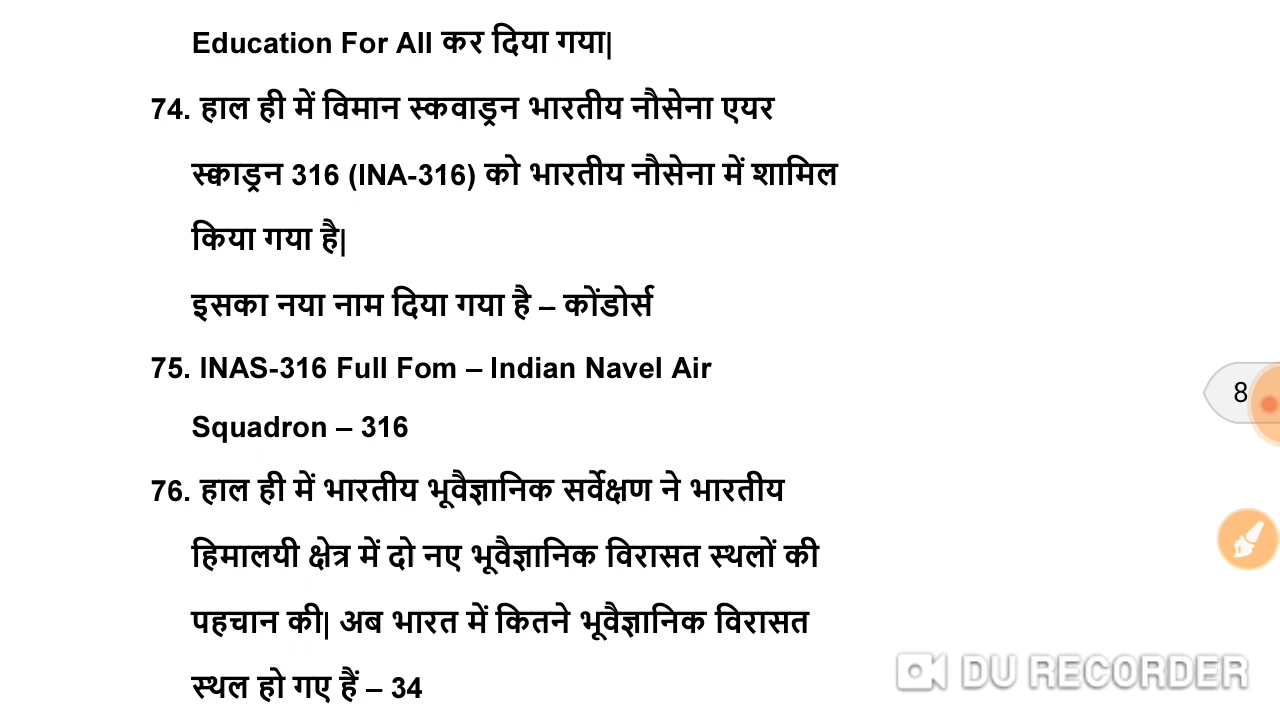 Education For All कर दिया गया|
74. हाल ही में विमान स्कवाड्रन भारतीय नौसेना एयर
स्क्वाड्रन 316 (INA-316) को भारतीय नौसेना में शामिल
किया गया है|
इसका नया नाम दिया गया है – कोंडोर्स
75. INAS-316 Full Fom – Indian Navel Air
Squadron – 316
8
76. हाल ही में भारतीय भूवैज्ञानिक सर्वेक्षण ने भारतीय
हिमालयी क्षेत्र में दो नए भूवैज्ञानिक विरासत स्थलों की
पहचान की| अब भारत में कितने भूवैज्ञानिक विरासत
स्थल हो गए हैं – 34
DU RECORDER